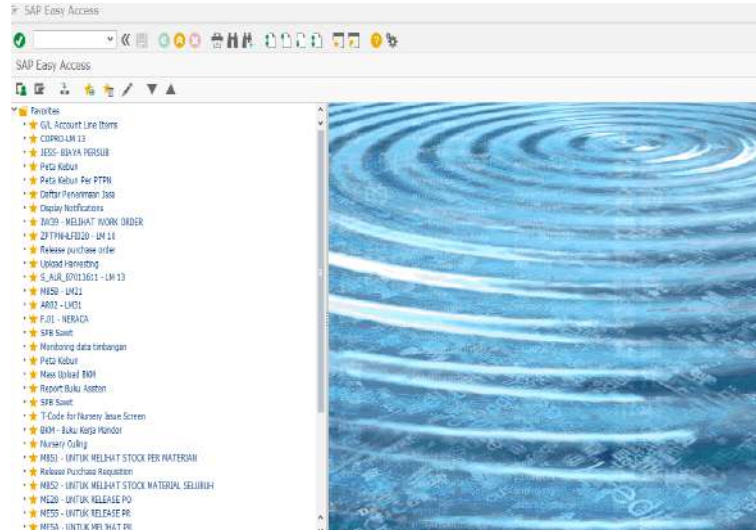 SAP Easy Access
SAP Easy Access
Favorites
G/L Account Line Items
COPRO-LM 13
JESS- BIAYA PERSUB
Peta Kebun
Peta Kebun Per PTPN
Daftar Penerimaan Jasa
Display Notifications
IW39 - MELIHAT WORK ORDER
ZPTPNHLFII020 - LM 10
Release purchase order
Upload Harvesting
S_ALR_87013611 - LM 13
MB5B - LM21
AR02 - LM31
F.01 - NERACA
SPB Sawit
Monitoring data timbangan
Peta Kebun
Mass Upload BKM
Report Buku Asisten
SPB Sawit
T-Code for Nursery Issue Screen
BKM - Buku Kerja Mandor
Nursery Culing
MB51 - UNTUK MELIHAT STOCK PER MATERIAN
Release Purchase Requisition
MB52 - UNTUK MELIHAT STOCK MATERIAL SELURUH
ME28 - UNTUK RELEASE PO
ME55 - UNTUK RELEASE PR
ME5A - UNTUK MELIHAT PR